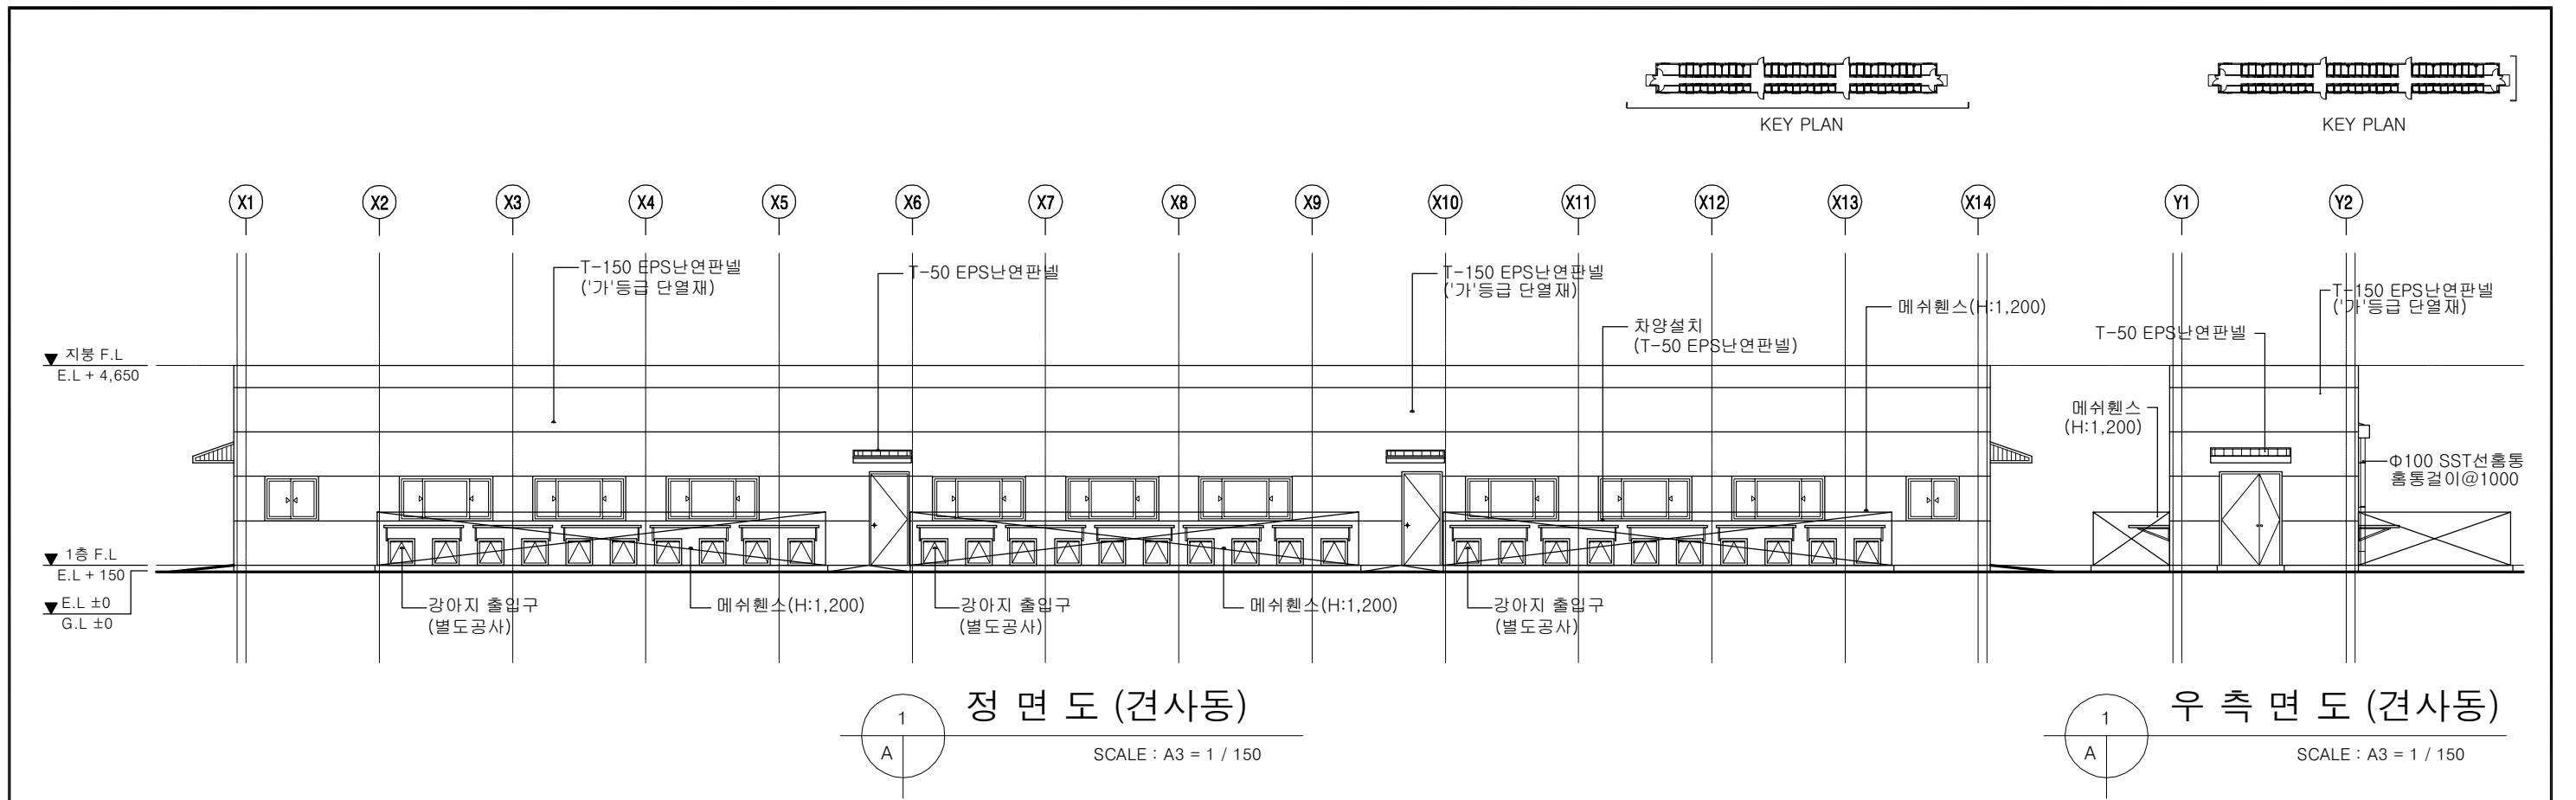 KEY PLAN
KEY PLAN
X1 X2 X3 X4 X5 X6 X7 X8 X9 X10 X11 X12 X13 X14 Y1 Y2
T-150 EPS난연판넬
('가'등급 단열재)
T-50 EPS난연판넬
T-150 EPS난연판넬
('가'등급 단열재)
차양설치
(T-50 EPS난연판넬)
메쉬휀스(H:1,200)
T-150 EPS난연판넬
('가'등급 단열재)
T-50 EPS난연판넬
메쉬휀스
(H:1,200)
Φ100 SST선홈통
홈통걸이@1000
지붕 F.L
E.L + 4,650
1층 F.L
E.L + 150
E.L ±0
G.L ±0
강아지 출입구
(별도공사)
메쉬휀스(H:1,200)
강아지 출입구
(별도공사)
메쉬휀스(H:1,200)
강아지 출입구
(별도공사)
1
A
정 면 도 (견사동)
SCALE : A3 = 1 / 150
1
A
우 측 면 도 (견사동)
SCALE : A3 = 1 / 150